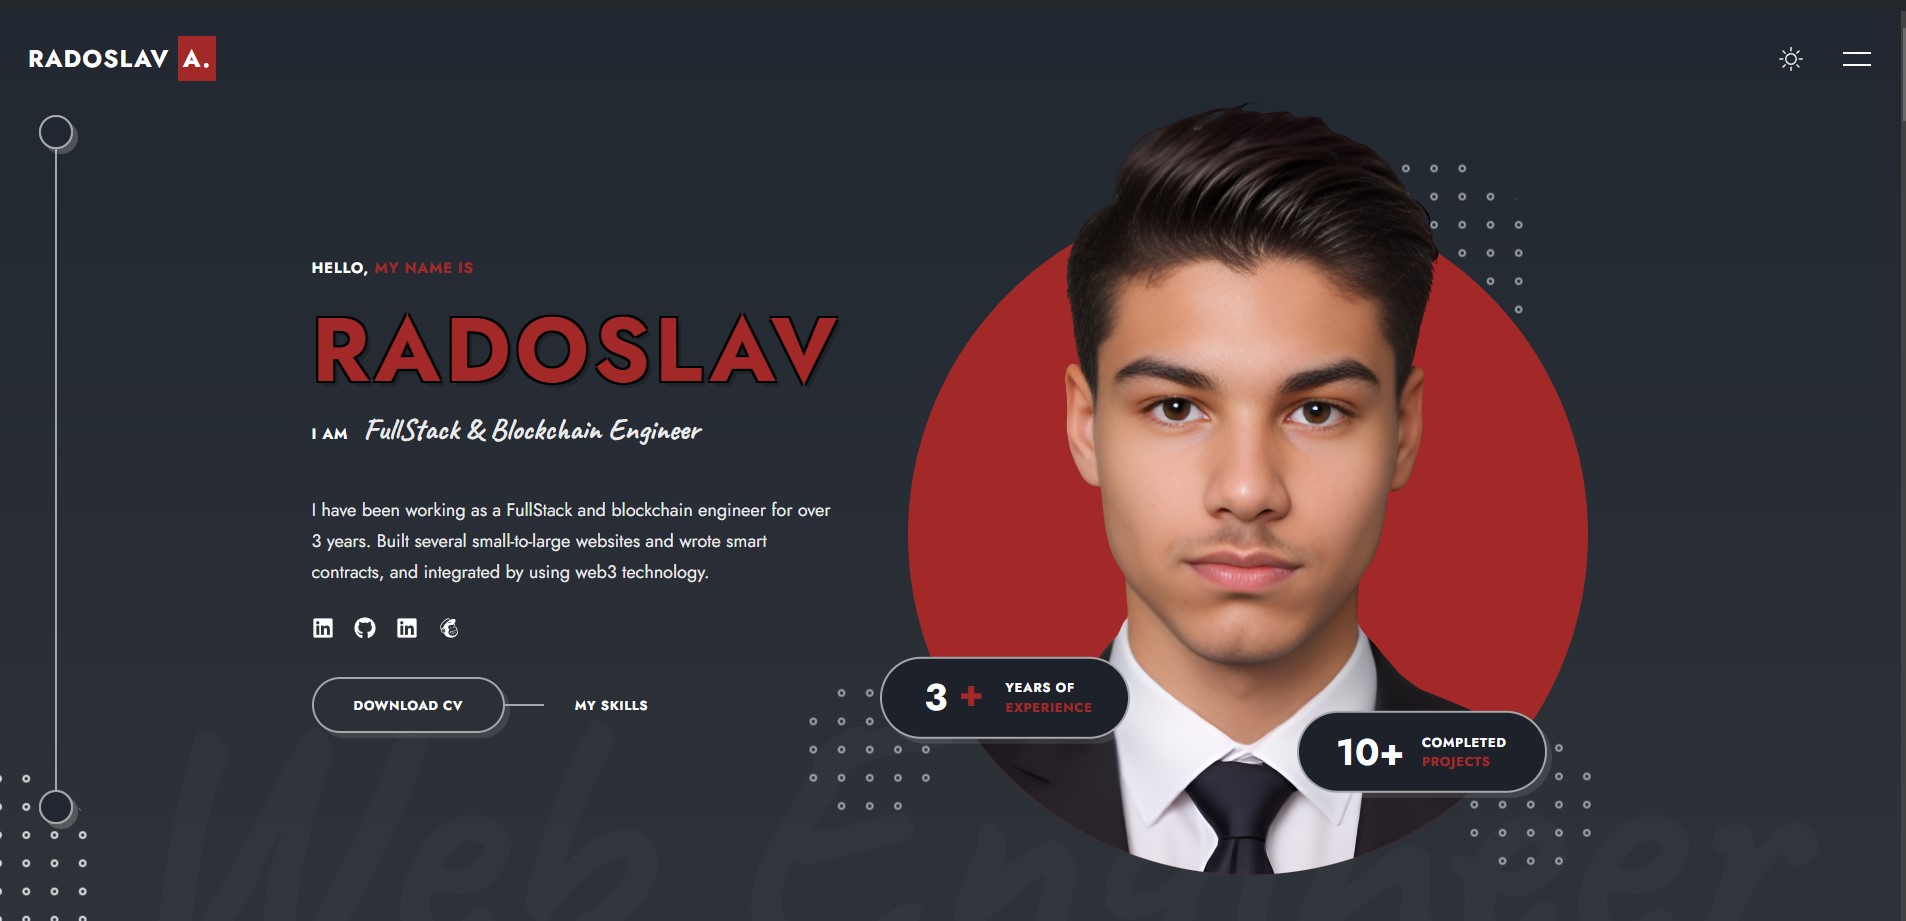 RADOSLAV A.
HELLO, MY NAME IS
RADOSLAV
I AM FullStack & Blockchain Engineer
I have been working as a FullStack and blockchain engineer for over
3 years. Built several small-to-large websites and wrote smart
contracts, and integrated by using web3 technology.
in in
DOWNLOAD CV
MY SKILLS
3 + YEARS OF
EXPERIENCE
10+ COMPLETED
PROJECTS
Web Engineer